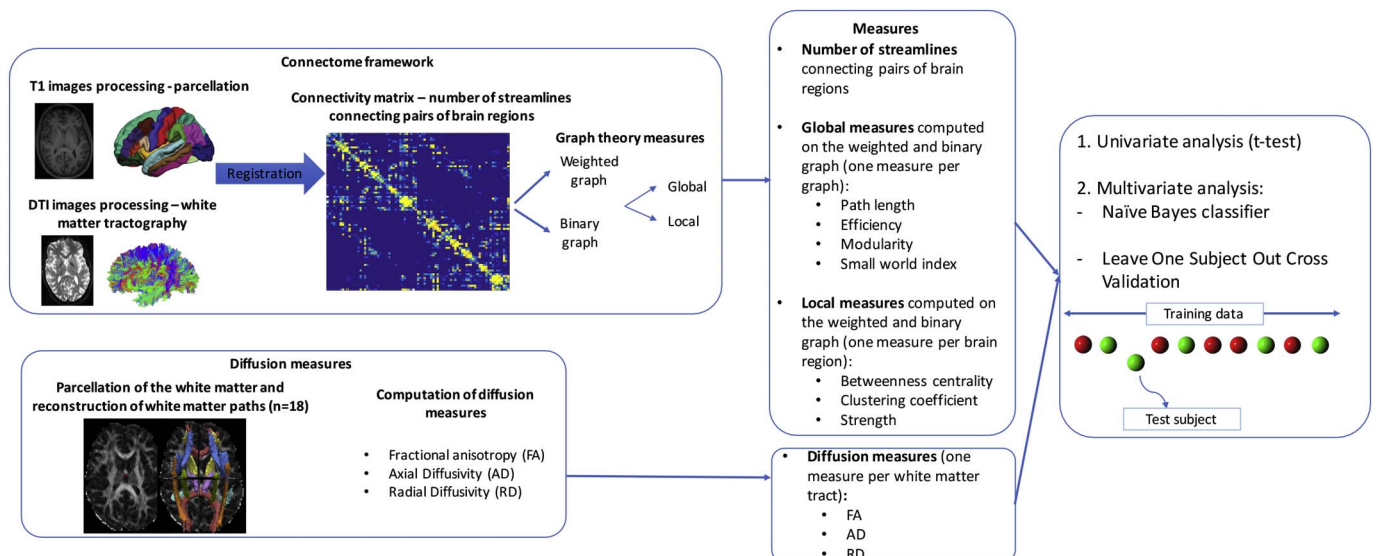 Connectome framework
T1 images processing - parcellation
Registration
DTI images processing – white
matter tractography
Connectivity matrix – number of streamlines
connecting pairs of brain regions
Graph theory measures
Weighted
graph
Binary
graph
Global
Local
Diffusion measures
Parcellation of the white matter and
reconstruction of white matter paths (n=18)
Computation of diffusion
measures
• Fractional anisotropy (FA)
• Axial Diffusivity (AD)
• Radial Diffusivity (RD)
Measures
• Number of streamlines
connecting pairs of brain
regions
• Global measures computed
on the weighted and binary
graph (one measure per
graph):
• Path length
• Efficiency
• Modularity
• Small world index
• Local measures computed on
the weighted and binary
graph (one measure per brain
region):
• Betweenness centrality
• Clustering coefficient
• Strength
• Diffusion measures (one
measure per white matter
tract):
• FA
• AD
• RD
1. Univariate analysis (t-test)
2. Multivariate analysis:
- Naïve Bayes classifier
- Leave One Subject Out Cross
Validation
Training data
Test subject